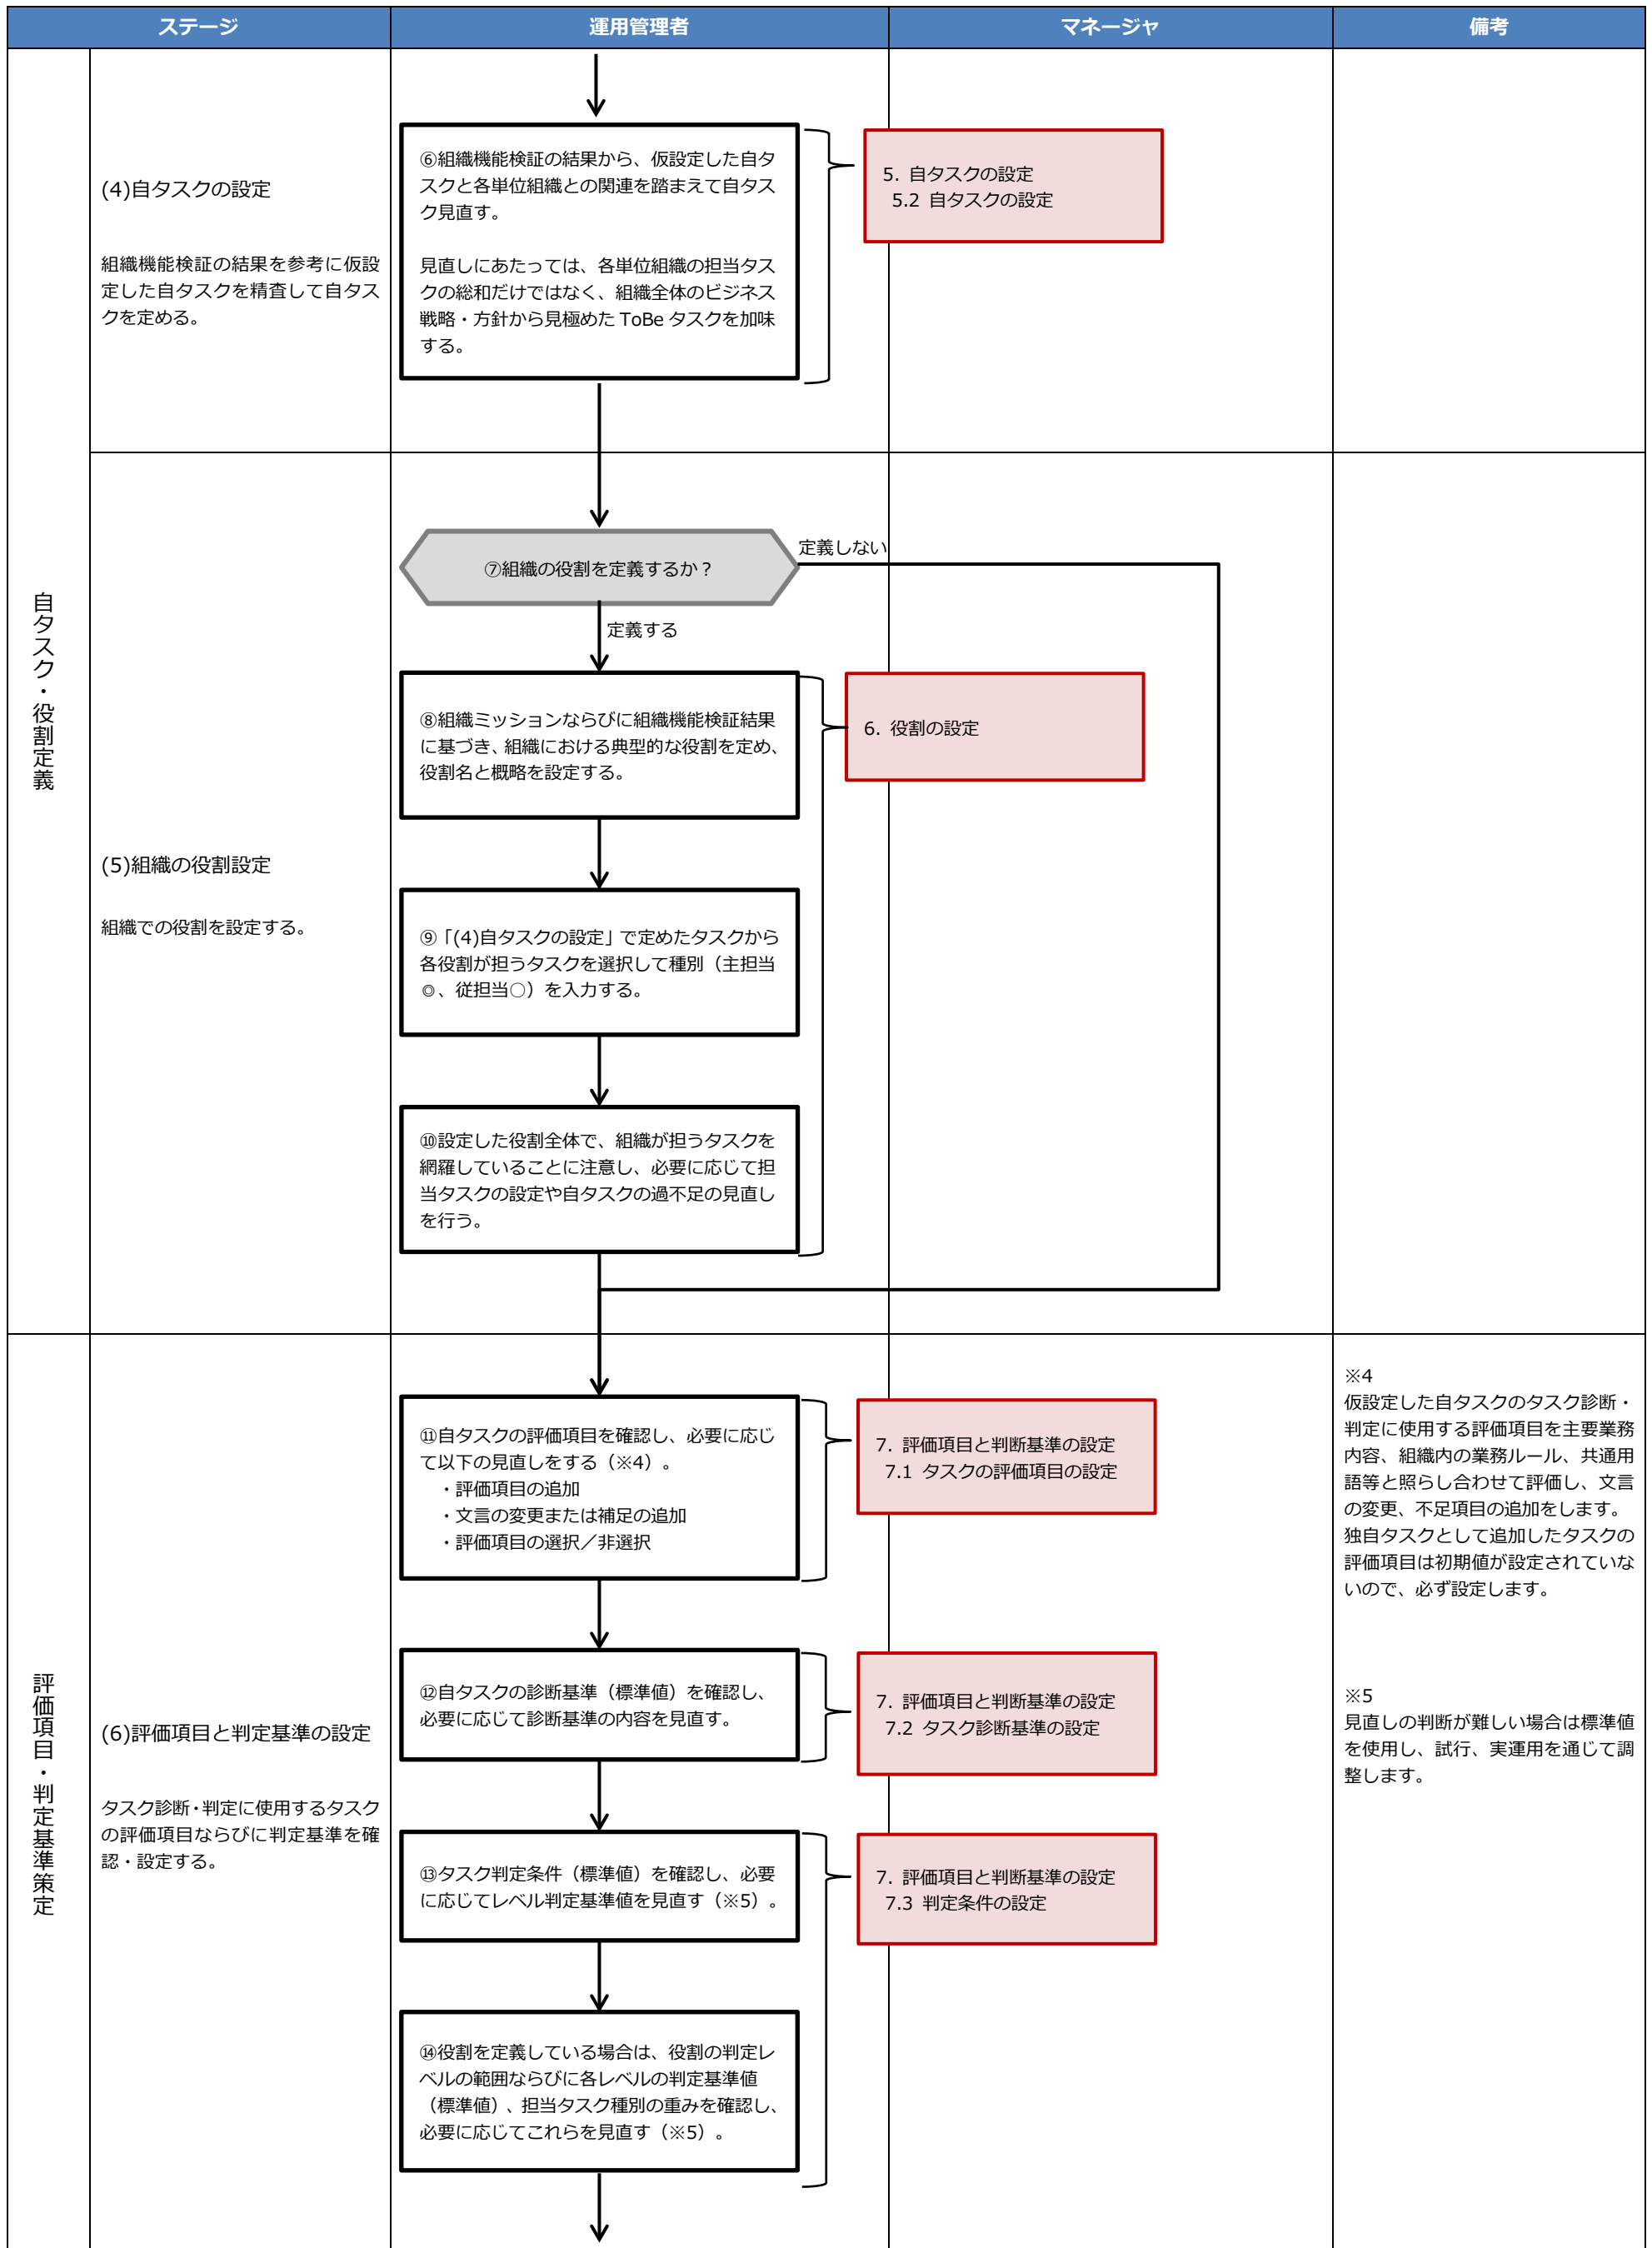 ステージ
運用管理者
マネージャ
備考
自タスク・役割定義
(4)自タスクの設定
組織機能検証の結果を参考に仮設
定した自タスクを精査して自タス
クを定める。
⑥組織機能検証の結果から、仮設定した自タ
スクと各単位組織との関連を踏まえて自タス
ク見直す。
見直しにあたっては、各単位組織の担当タス
クの総和だけではなく、組織全体のビジネス
戦略・方針から見極めた ToBe タスクを加味
する。
5. 自タスクの設定
5.2 自タスクの設定
(5)組織の役割設定
組織での役割を設定する。
⑦組織の役割を定義するか?
定義しない
定義する
⑧組織ミッションならびに組織機能検証結果
に基づき、組織における典型的な役割を定め、
役割名と概略を設定する。
6. 役割の設定
⑨「(4)自タスクの設定」で定めたタスクから
各役割が担うタスクを選択して種別(主担当
◎、従担当○)を入力する。
⑩設定した役割全体で、組織が担うタスクを
網羅していることに注意し、必要に応じて担
当タスクの設定や自タスクの過不足の見直し
を行う。
評価項目・判定基準策定
(6)評価項目と判定基準の設定
タスク診断・判定に使用するタスク
の評価項目ならびに判定基準を確
認・設定する。
⑪自タスクの評価項目を確認し、必要に応じ
て以下の見直しをする(※4)。
・評価項目の追加
・文言の変更または補足の追加
・評価項目の選択/非選択
7. 評価項目と判断基準の設定
7.1 タスクの評価項目の設定
※4
仮設定した自タスクのタスク診断・
判定に使用する評価項目を主要業務
内容、組織内の業務ルール、共通用
語等と照らし合わせて評価し、文言
の変更、不足項目の追加をします。
独自タスクとして追加したタスクの
評価項目は初期値が設定されていな
いので、必ず設定します。
⑫自タスクの診断基準(標準値)を確認し、
必要に応じて診断基準の内容を見直す。
7. 評価項目と判断基準の設定
7.2 タスク診断基準の設定
※5
見直しの判断が難しい場合は標準値
を使用し、試行、実運用を通じて調
整します。
⑬タスク判定条件(標準値)を確認し、必要
に応じてレベル判定基準値を見直す(※5)。
7. 評価項目と判断基準の設定
7.3 判定条件の設定
⑭役割を定義している場合は、役割の判定レ
ベルの範囲ならびに各レベルの判定基準値
(標準値)、担当タスク種別の重みを確認し、
必要に応じてこれらを見直す(※5)。